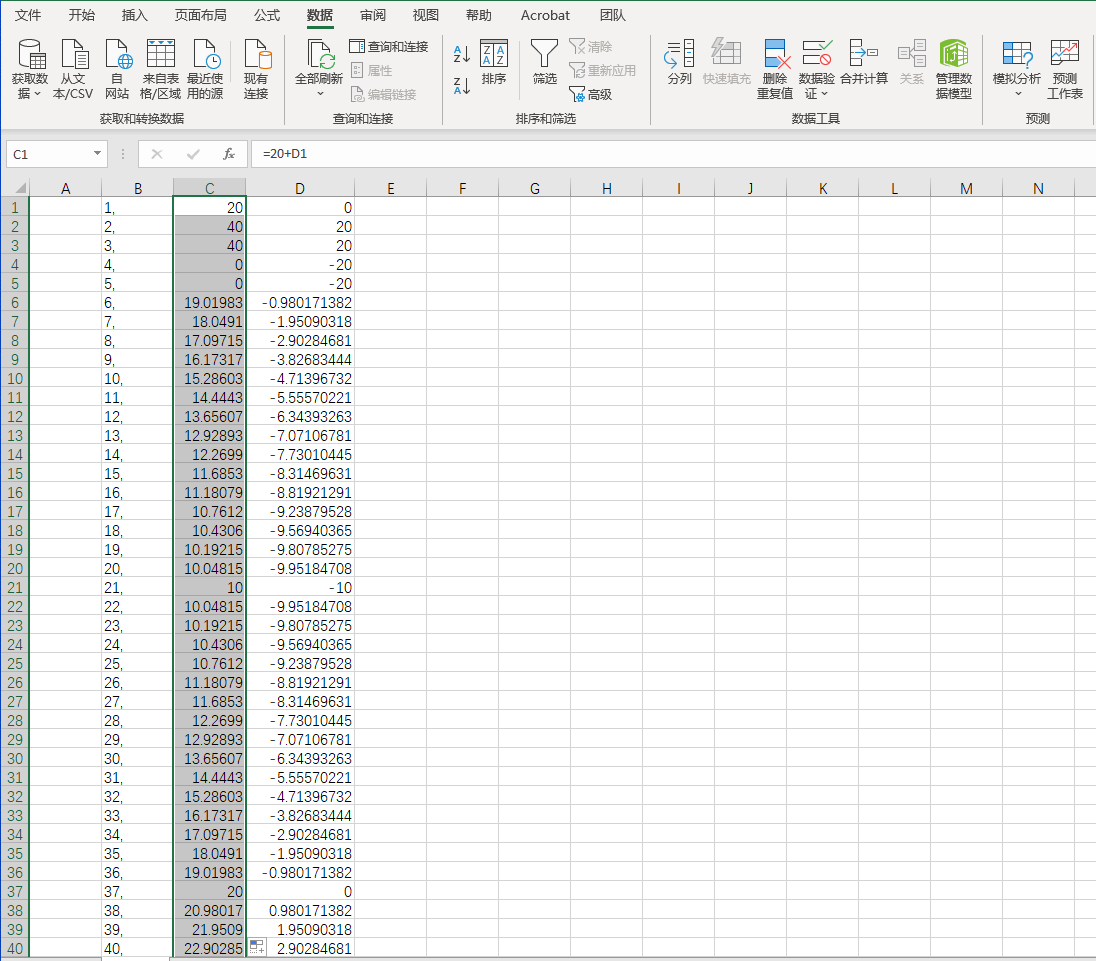 文件 开始 插入 页面布局 公式 数据 审阅 视图 帮助 Acrobat 团队
获取数据 从文本/CSV 自网站 来自表格/区域 最近使用的源 现有连接 全部刷新 查询和连接 属性 编辑链接 排序 筛选 清除 重新应用 高级 分列 快速填充 删除重复值 数据验证 合并计算 关系 管理数据模型 模拟分析 预测工作表
获取和转换数据 查询和连接 排序和筛选 数据工具 预测
C1 fx =20+D1
A B C D E F G H I J K L M N
1 1, 20 0
2 2, 40 20
3 3, 40 20
4 4, 0 -20
5 5, 0 -20
6 6, 19.01983 -0.980171382
7 7, 18.0491 -1.95090318
8 8, 17.09715 -2.90284681
9 9, 16.17317 -3.82683444
10 10, 15.28603 -4.71396732
11 11, 14.4443 -5.55570221
12 12, 13.65607 -6.34393263
13 13, 12.92893 -7.07106781
14 14, 12.2699 -7.73010445
15 15, 11.6853 -8.31469631
16 16, 11.18079 -8.81921291
17 17, 10.7612 -9.23879528
18 18, 10.4306 -9.56940365
19 19, 10.19215 -9.80785275
20 20, 10.04815 -9.95184708
21 21, 10 -10
22 22, 10.04815 -9.95184708
23 23, 10.19215 -9.80785275
24 24, 10.4306 -9.56940365
25 25, 10.7612 -9.23879528
26 26, 11.18079 -8.81921291
27 27, 11.6853 -8.31469631
28 28, 12.2699 -7.73010445
29 29, 12.92893 -7.07106781
30 30, 13.65607 -6.34393263
31 31, 14.4443 -5.55570221
32 32, 15.28603 -4.71396732
33 33, 16.17317 -3.82683444
34 34, 17.09715 -2.90284681
35 35, 18.0491 -1.95090318
36 36, 19.01983 -0.980171382
37 37, 20 0
38 38, 20.98017 0.980171382
39 39, 21.9509 1.95090318
40 40, 22.90285 2.90284681